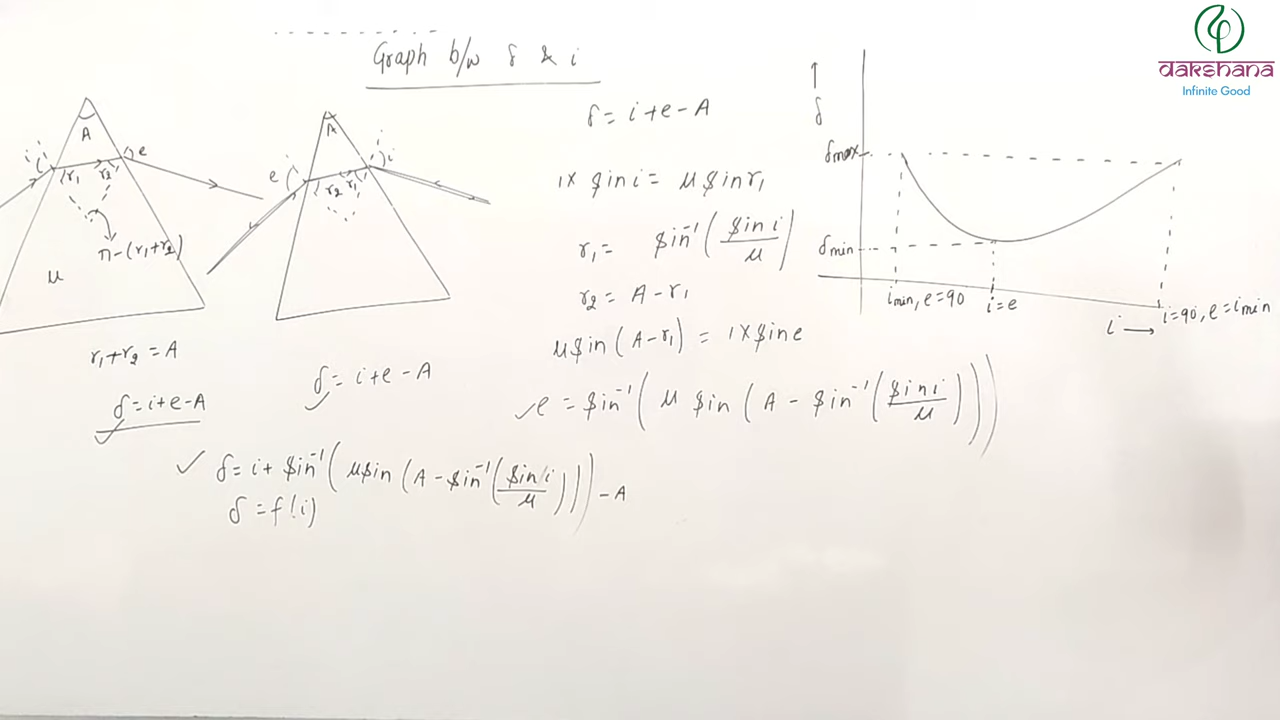 Graph b/w δ & i
dakshana
Infinite Good
A
i
e
r₁
r₂
π-(r₁+r₂)
μ
r₁+r₂ = A
δ = i+e-A
A
e
i
r₂
r₁
δ = i+e-A
δ = i+e-A
1x sin i = μ sin r₁
r₁ = sin⁻¹(sin i/μ)
r₂ = A-r₁
μ sin (A-r₁) = 1x sin e
✓ e = sin⁻¹(μ sin (A - sin⁻¹(sin i/μ)))
✓ δ = i + sin⁻¹(μ sin (A - sin⁻¹(sin i/μ))) - A
δ = f(i)
↑
δ
δmax
δmin
imin, e=90
i=e
i=90, e=imin
i →